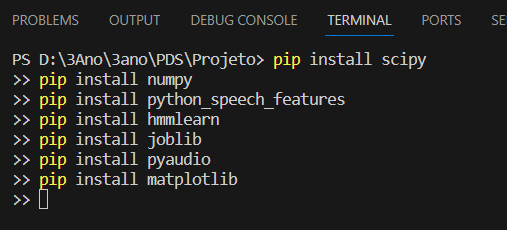 PROBLEMS OUTPUT DEBUG CONSOLE TERMINAL PORTS SE
PS D:\3Ano\3ano\PDS\Projeto> pip install scipy
>> pip install numpy
>> pip install python_speech_features
>> pip install hmmlearn
>> pip install joblib
>> pip install pyaudio
>> pip install matplotlib
>>